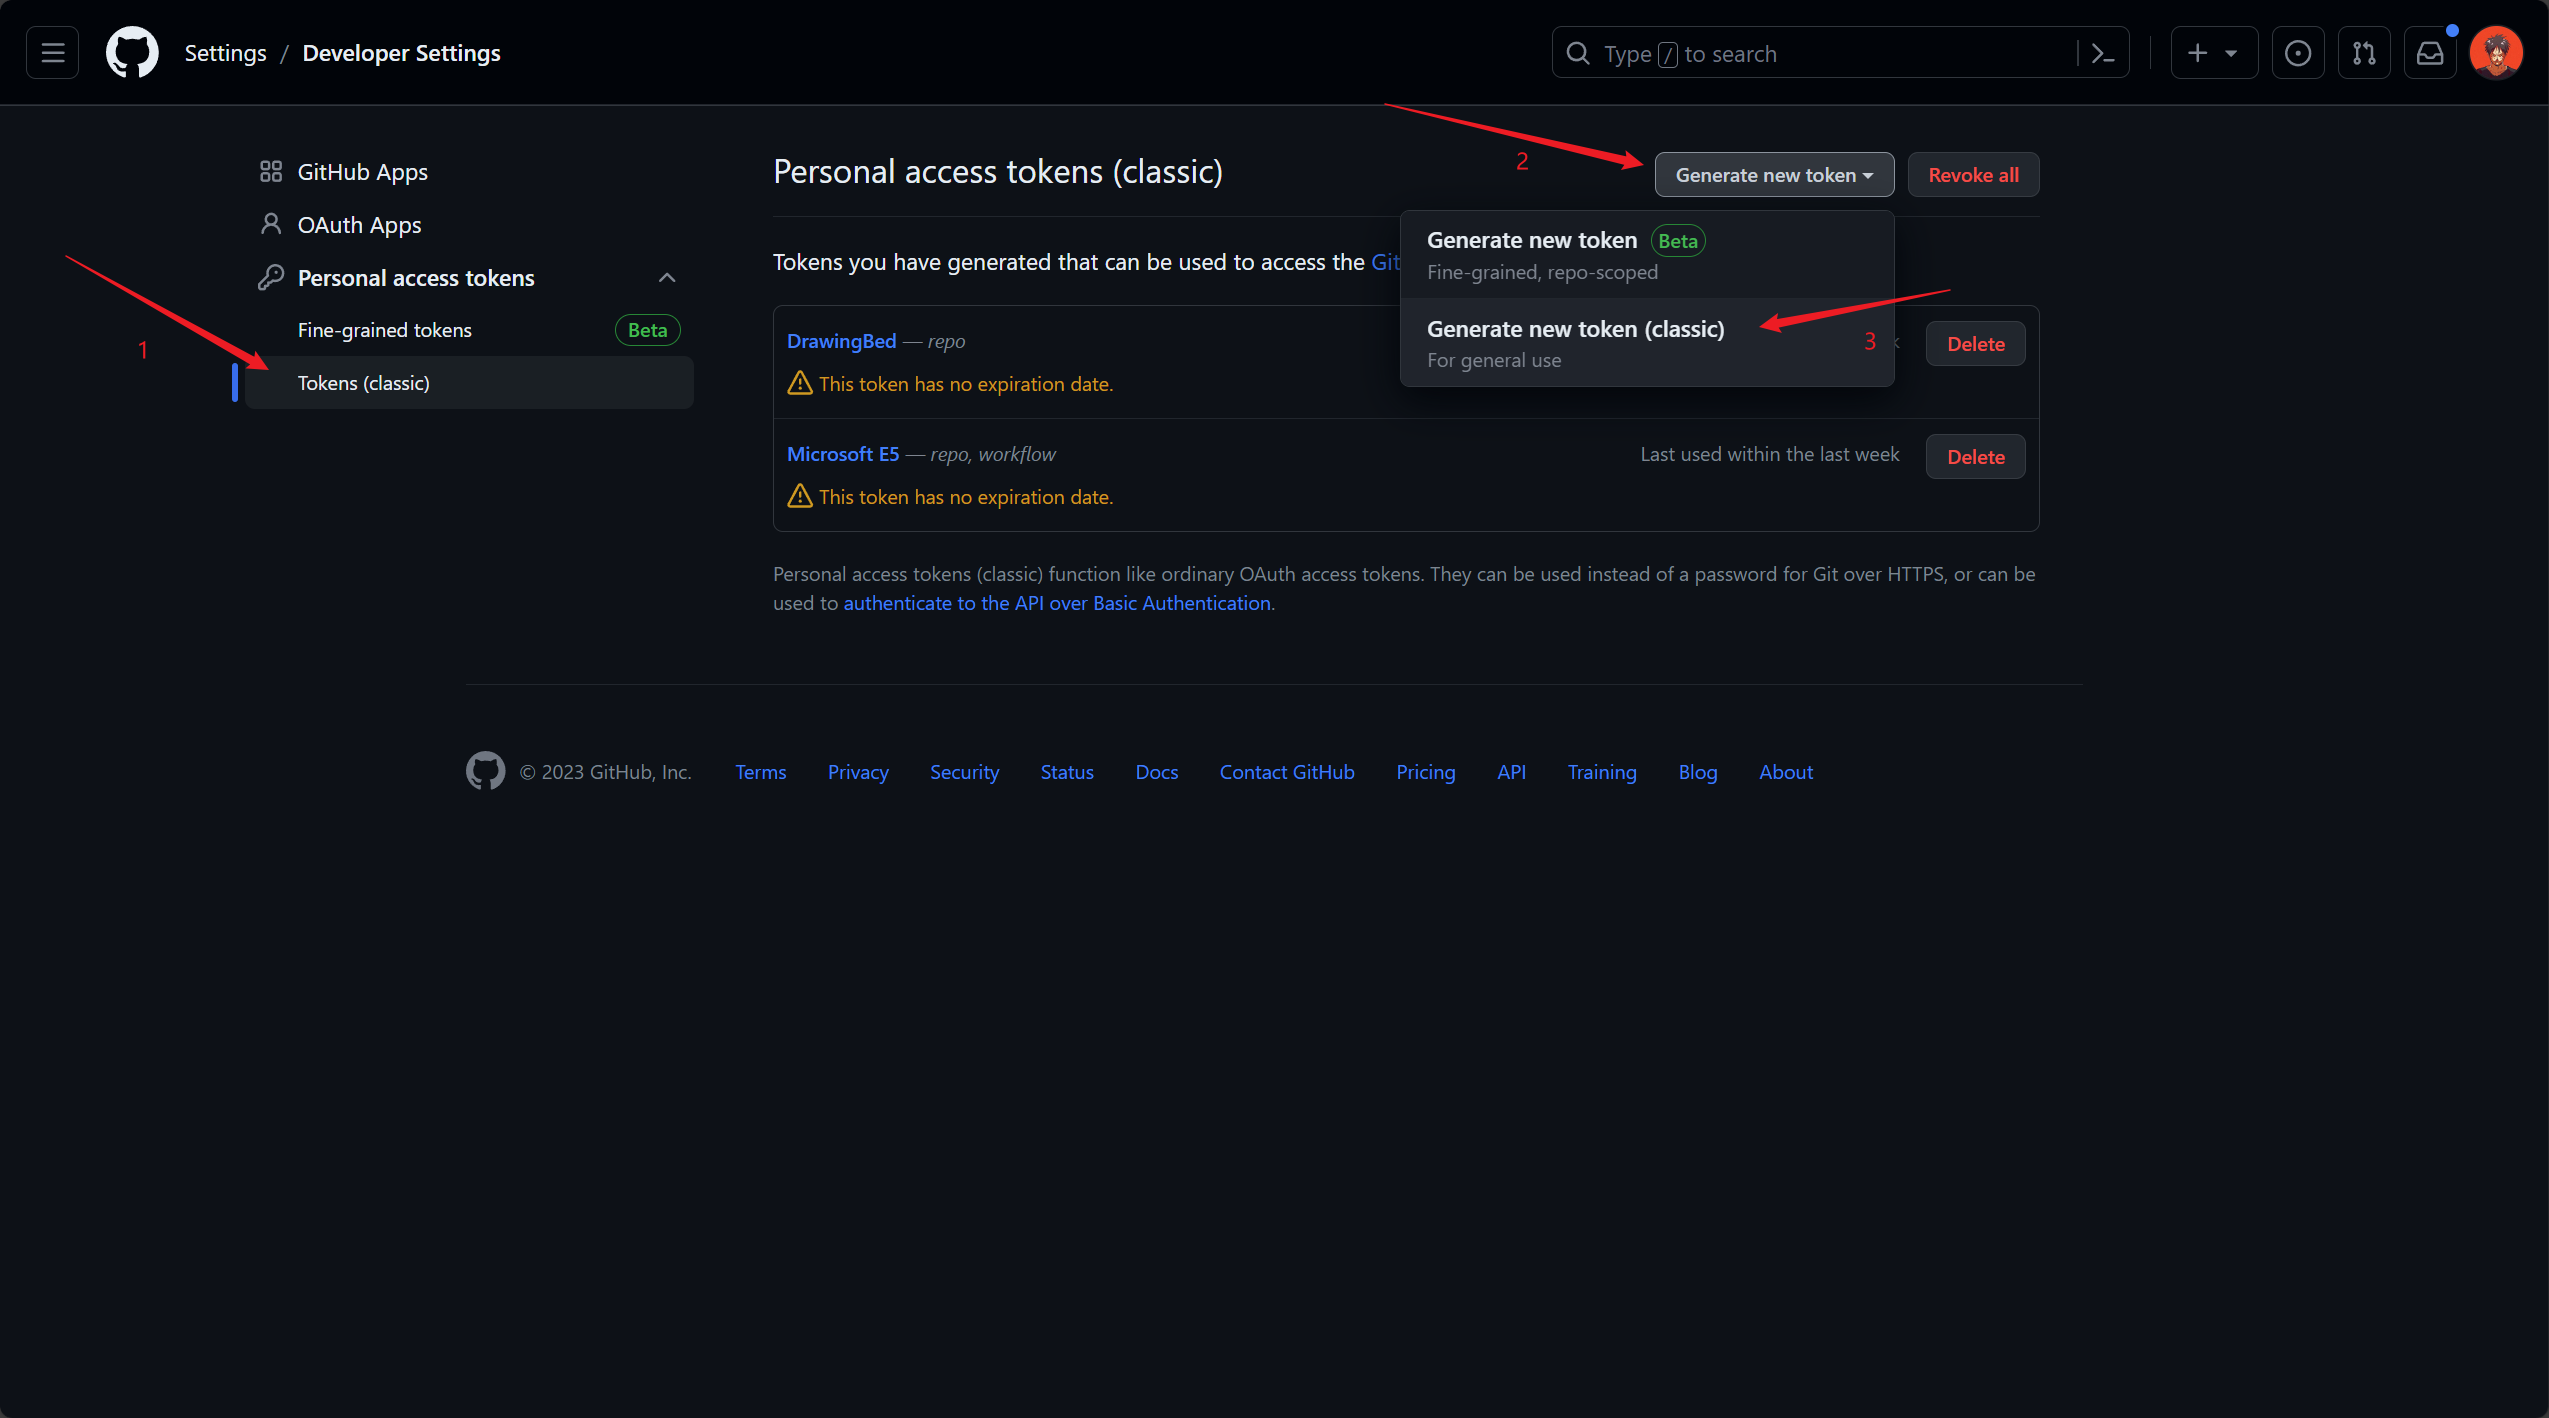 Settings / Developer Settings
Type / to search
GitHub Apps
OAuth Apps
Personal access tokens
Fine-grained tokens Beta
Tokens (classic)
1
Personal access tokens (classic)
2
Generate new token
Revoke all
Generate new token Beta
Fine-grained, repo-scoped
Generate new token (classic)
For general use
3
Tokens you have generated that can be used to access the Git
DrawingBed — repo
k
Delete
This token has no expiration date.
Microsoft E5 — repo, workflow
Last used within the last week
Delete
This token has no expiration date.
Personal access tokens (classic) function like ordinary OAuth access tokens. They can be used instead of a password for Git over HTTPS, or can be
used to authenticate to the API over Basic Authentication.
© 2023 GitHub, Inc. Terms Privacy Security Status Docs Contact GitHub Pricing API Training Blog About